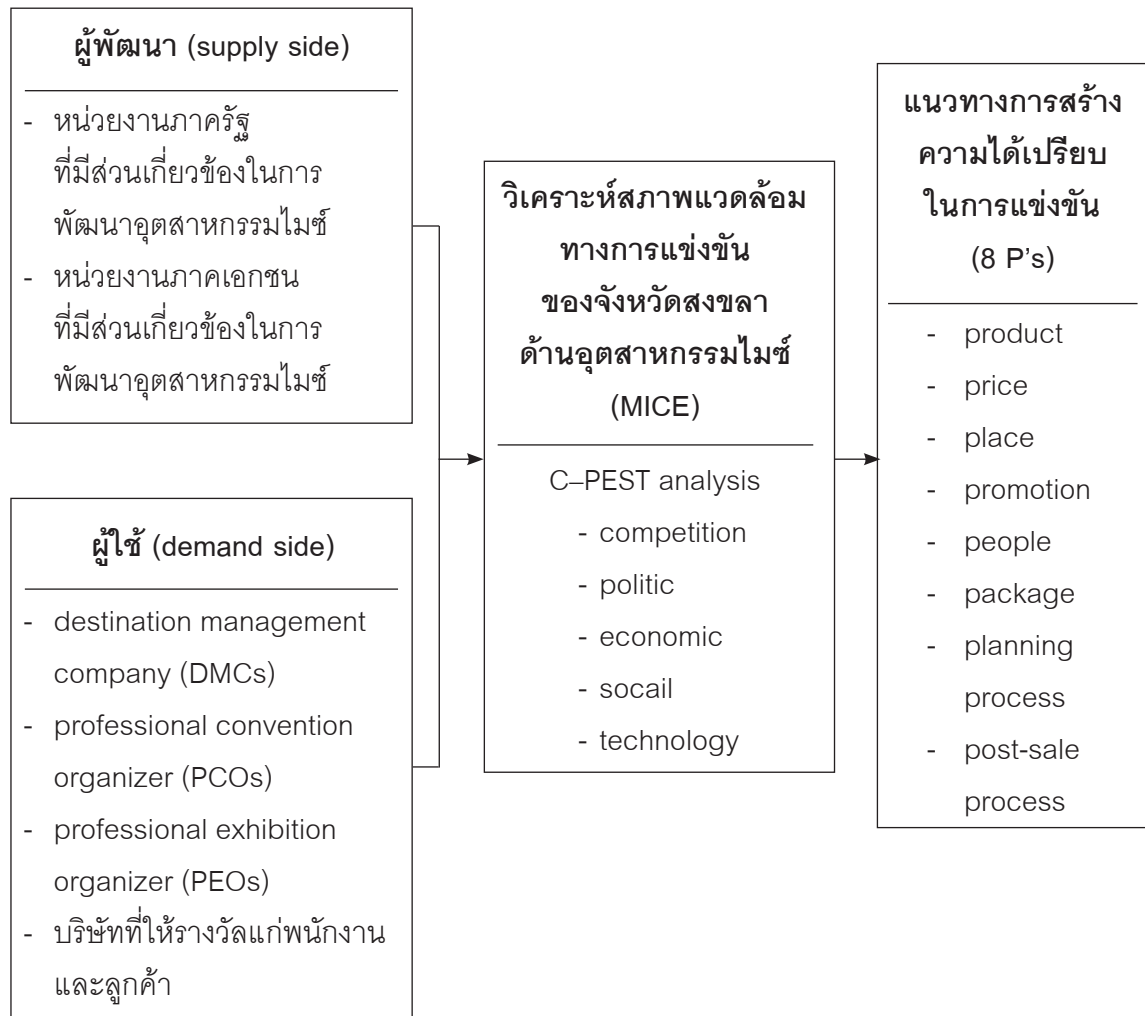 ผู้พัฒนา (supply side)
- หน่วยงานภาครัฐ
ที่มีส่วนเกี่ยวข้องในการ
พัฒนาอุตสาหกรรมไมซ์
- หน่วยงานภาคเอกชน
ที่มีส่วนเกี่ยวข้องในการ
พัฒนาอุตสาหกรรมไมซ์
ผู้ใช้ (demand side)
- destination management
company (DMCs)
- professional convention
organizer (PCOs)
- professional exhibition
organizer (PEOs)
- บริษัทที่ให้รางวัลแก่พนักงาน
และลูกค้า
วิเคราะห์สภาพแวดล้อม
ทางการแข่งขัน
ของจังหวัดสงขลา
ด้านอุตสาหกรรมไมซ์
(MICE)
C–PEST analysis
- competition
- politic
- economic
- socail
- technology
แนวทางการสร้าง
ความได้เปรียบ
ในการแข่งขัน
(8 P’s)
- product
- price
- place
- promotion
- people
- package
- planning
process
- post-sale
process